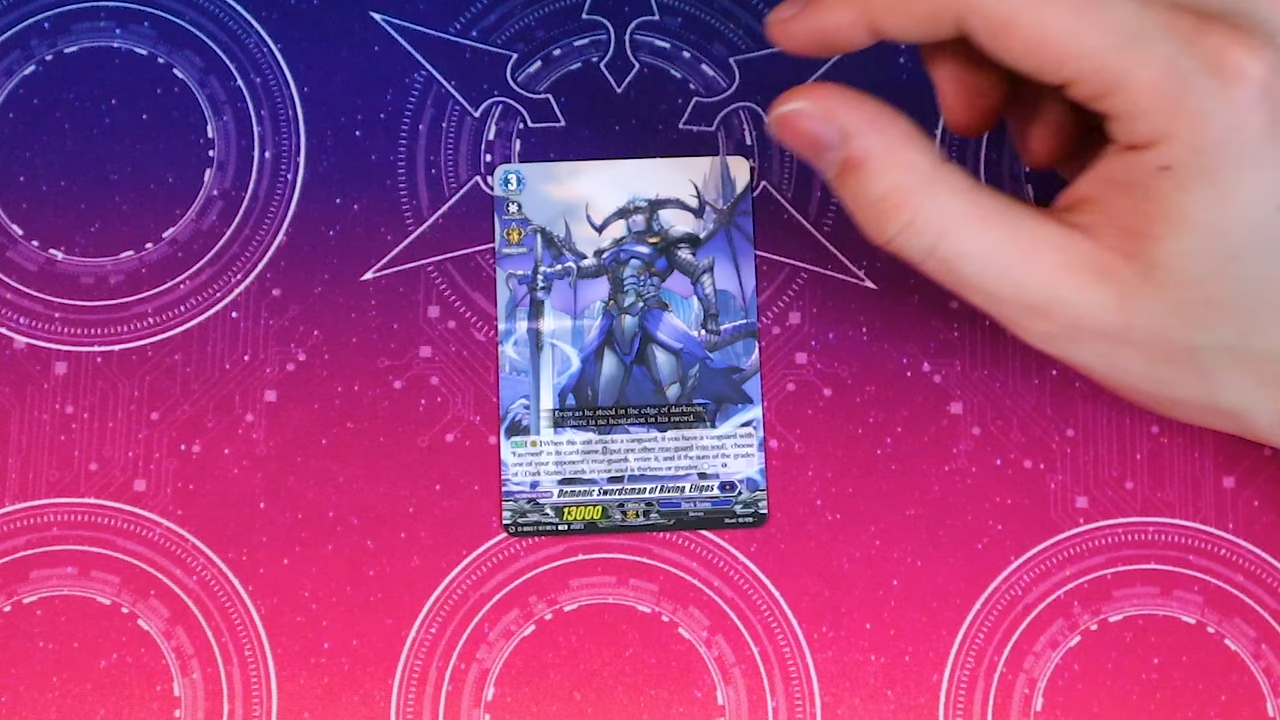 3
Even as he stood in the edge of darkness,
there is no hesitation in his sword.
When this unit attacks a vanguard, if you have a vanguard with
in its card name, [put one other rear-guard into soul], choose
one of your opponent's rear-guards, retire it, and if the sum of the grades
of {Dark States} cards in your soul is thirteen or greater,
NORMAL UNIT Demonic Swordsman of Riving, Eligos
13000 Dark States
2023